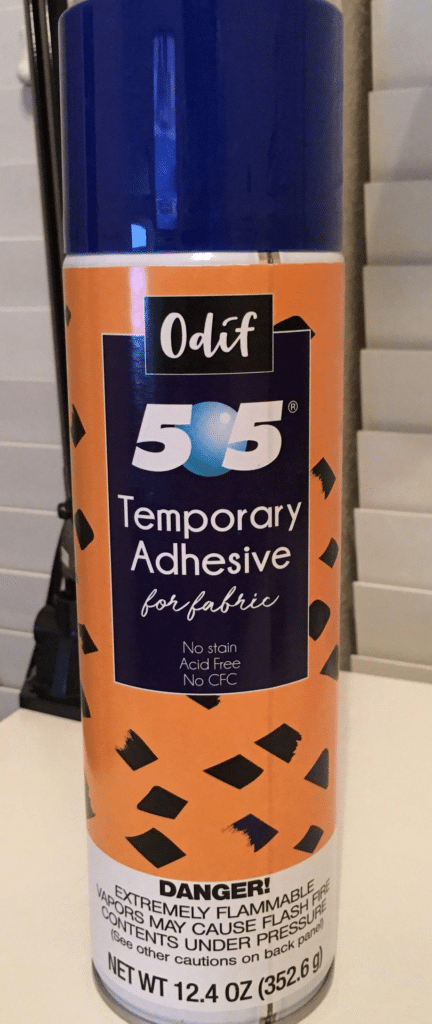 Odif
505®
Temporary
Adhesive
for fabric
No stain
Acid Free
No CFC
DANGER!
EXTREMELY FLAMMABLE
VAPORS MAY CAUSE FLASH FIRE
CONTENTS UNDER PRESSURE
(See other cautions on back panel)
NET WT 12.4 OZ (352.6 g)